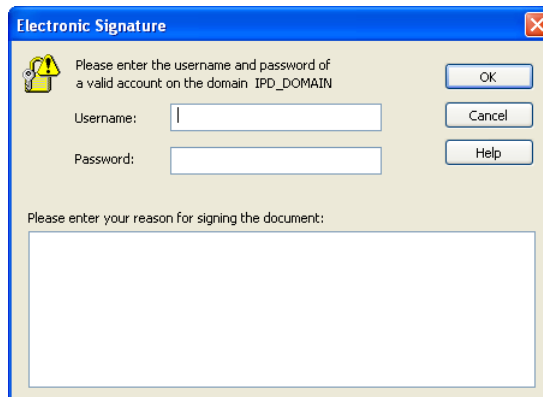 Electronic Signature
Please enter the username and password of
a valid account on the domain IPD_DOMAIN
OK
Username:
Cancel
Password:
Help
Please enter your reason for signing the document: